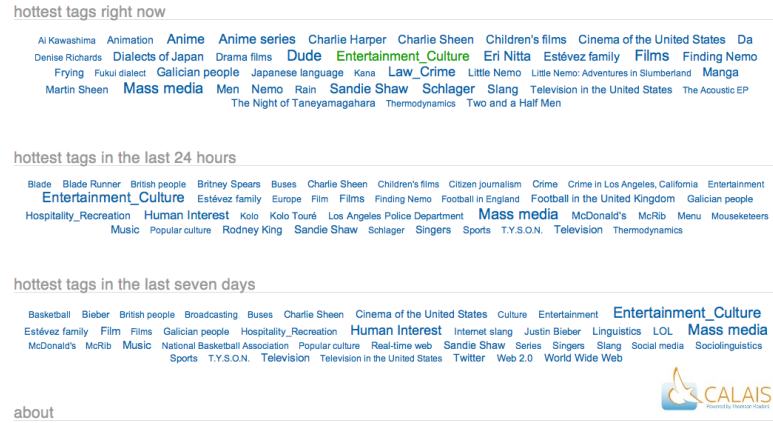 hottest tags right now
Ai Kawashima Animation Anime Anime series Charlie Harper Charlie Sheen Children's films Cinema of the United States Da
Denise Richards Dialects of Japan Drama films Dude Entertainment_Culture Eri Nitta Estévez family Films Finding Nemo
Frying Fukui dialect Galician people Japanese language Kana Law_Crime Little Nemo Little Nemo: Adventures in Slumberland Manga
Martin Sheen Mass media Men Nemo Rain Sandie Shaw Schlager Slang Television in the United States The Acoustic EP
The Night of Taneyamagahara Thermodynamics Two and a Half Men
hottest tags in the last 24 hours
Blade Blade Runner British people Britney Spears Buses Charlie Sheen Children's films Citizen journalism Crime Crime in Los Angeles, California Entertainment
Entertainment_Culture Estévez family Europe Film Films Finding Nemo Football in England Football in the United Kingdom Galician people
Hospitality_Recreation Human Interest Kolo Kolo Touré Los Angeles Police Department Mass media McDonald's McRib Menu Mouseketeers
Music Popular culture Rodney King Sandie Shaw Schlager Singers Sports T.Y.S.O.N. Television Thermodynamics
hottest tags in the last seven days
Basketball Bieber British people Broadcasting Buses Charlie Sheen Cinema of the United States Culture Entertainment Entertainment_Culture
Estévez family Film Films Galician people Hospitality_Recreation Human Interest Internet slang Justin Bieber Linguistics LOL Mass media
McDonald's McRib Music National Basketball Association Popular culture Real-time web Sandie Shaw Series Singers Slang Social media Sociolinguistics
Sports T.Y.S.O.N. Television Television in the United States Twitter Web 2.0 World Wide Web
CALAIS
Powered by Thomson Reuters
about